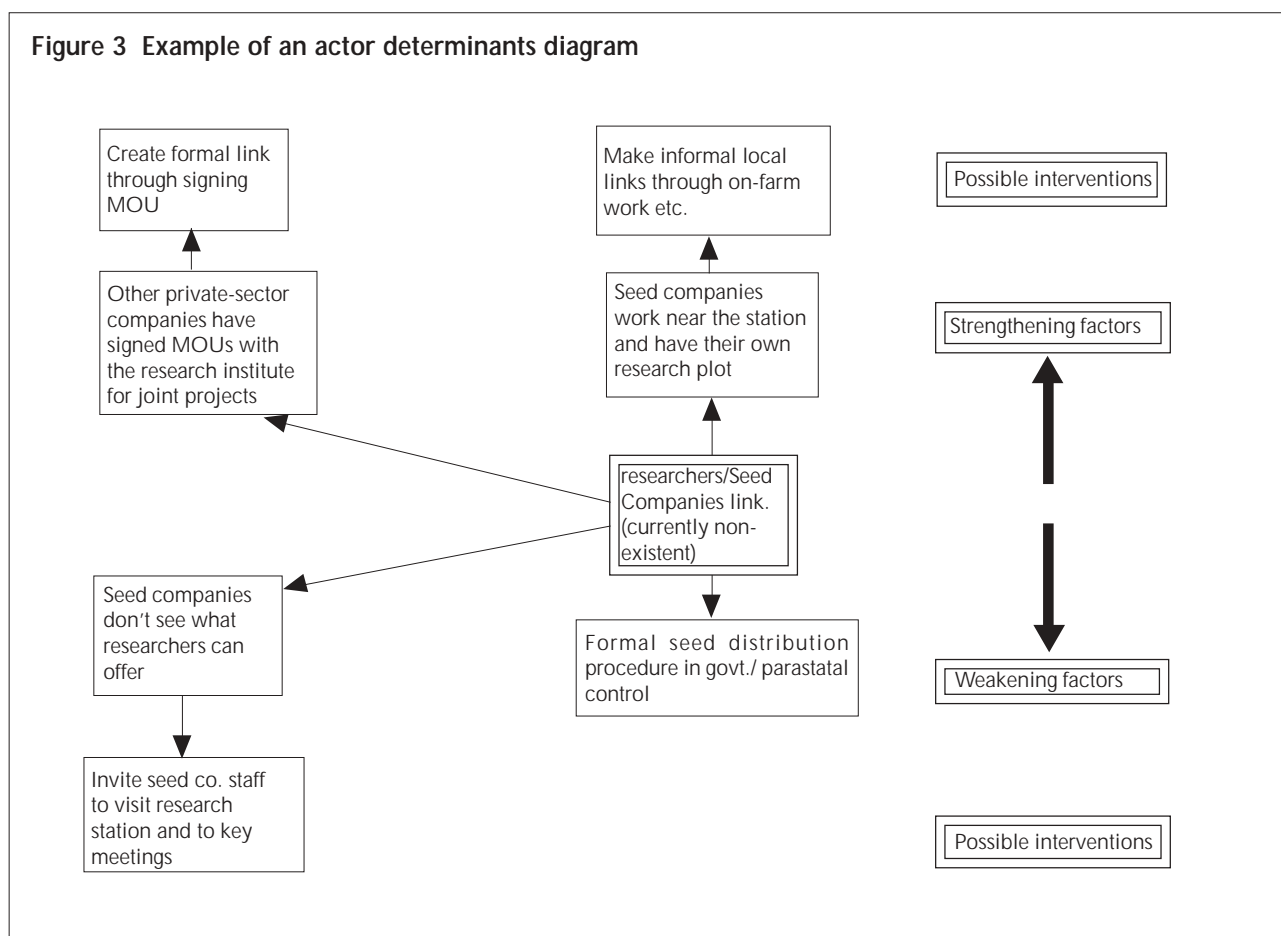 Figure 3 Example of an actor determinants diagram
Create formal link
through signing
MOU
Make informal local
links through on-farm
work etc.
Possible interventions
Other private-sector
companies have
signed MOUs with
the research institute
for joint projects
Seed companies
work near the station
and have their own
research plot
Strengthening factors
researchers/Seed
Companies link.
(currently non-
existent)
Seed companies
don't see what
researchers can
offer
Formal seed distribution
procedure in govt./ parastatal
control
Weakening factors
Invite seed co. staff
to visit research
station and to key
meetings
Possible interventions